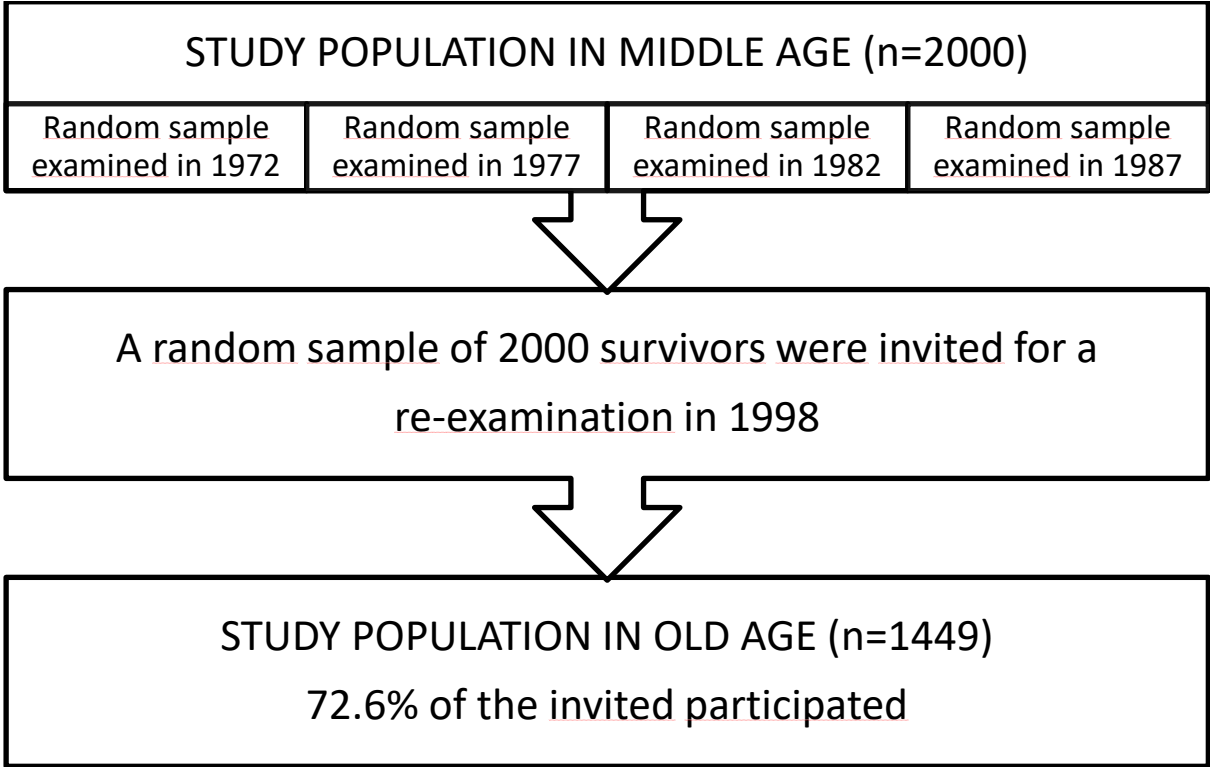 STUDY POPULATION IN MIDDLE AGE (n=2000)
Random sample
examined in 1972
Random sample
examined in 1977
Random sample
examined in 1982
Random sample
examined in 1987
A random sample of 2000 survivors were invited for a
re-examination in 1998
STUDY POPULATION IN OLD AGE (n=1449)
72.6% of the invited participated